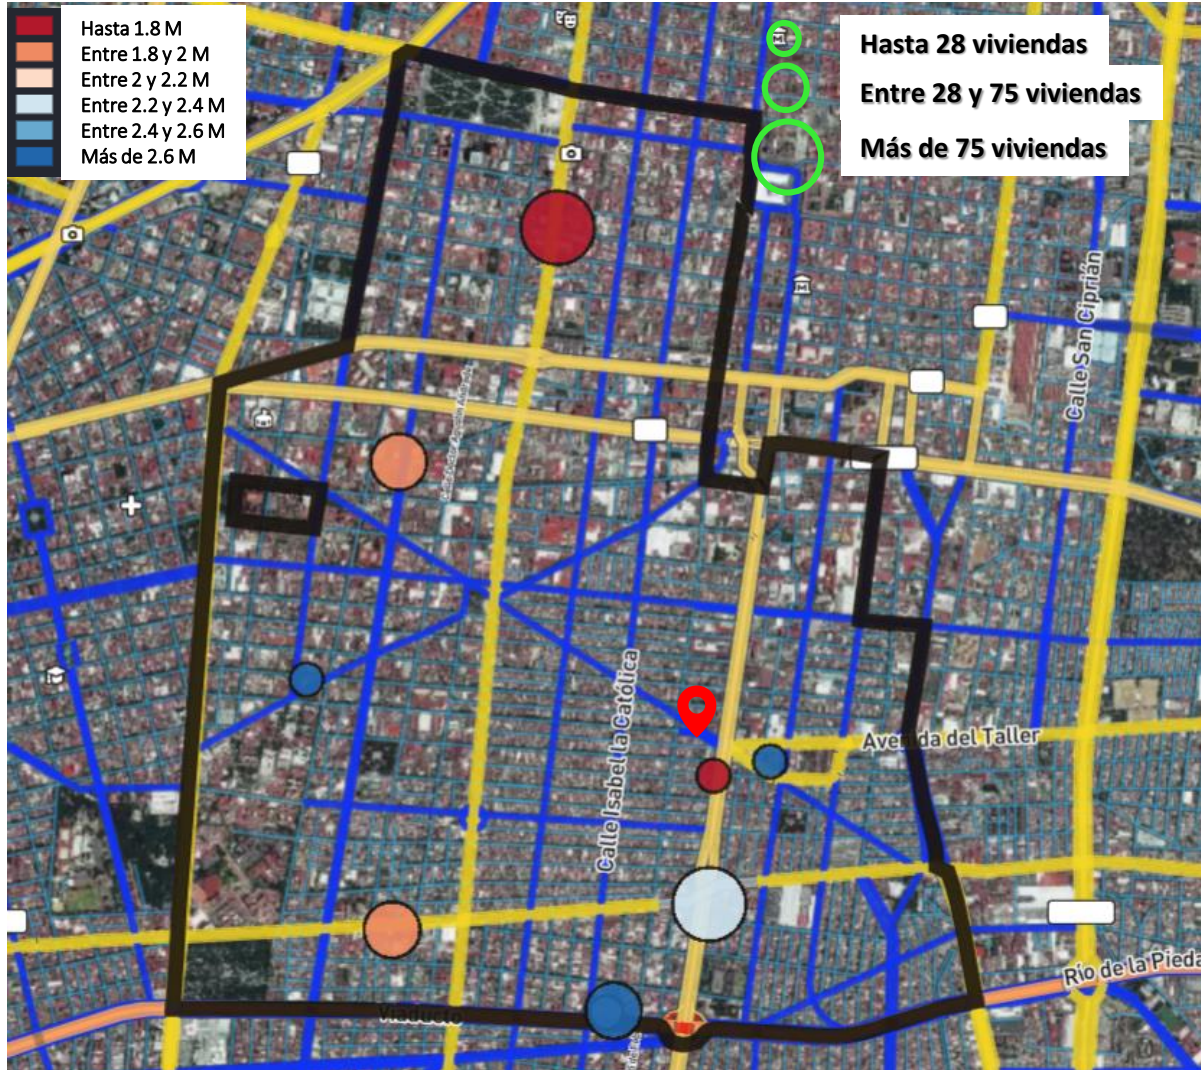 Hasta 1.8 M
Entre 1.8 y 2 M
Entre 2 y 2.2 M
Entre 2.2 y 2.4 M
Entre 2.4 y 2.6 M
Más de 2.6 M
Hasta 28 viviendas
Entre 28 y 75 viviendas
Más de 75 viviendas
Calle San Ciprián
Calle Isabel la Católica
Avenida del Taller
Río de la Pieda
Viaducto